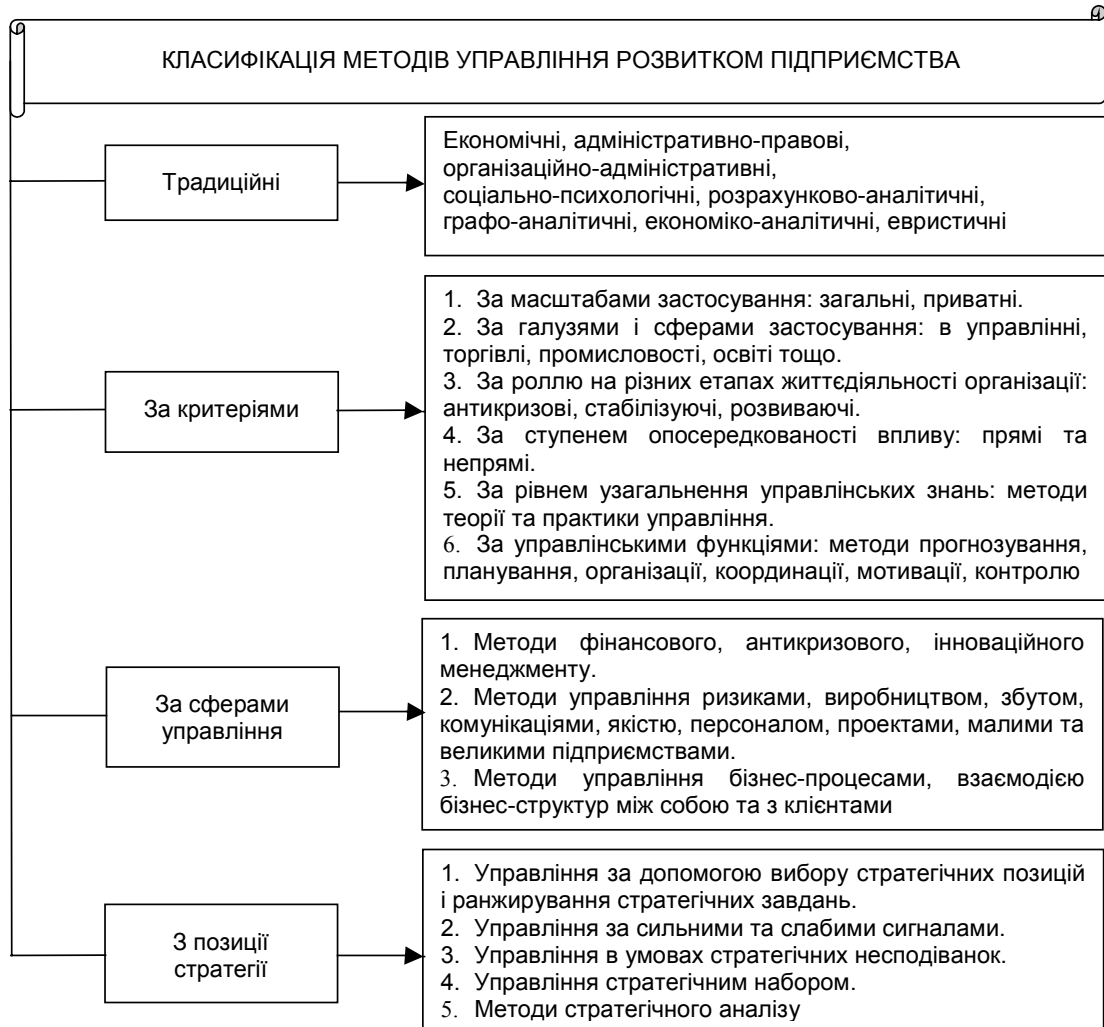 КЛАСИФІКАЦІЯ МЕТОДІВ УПРАВЛІННЯ РОЗВИТКОМ ПІДПРИЄМСТВА
Традиційні
Економічні, адміністративно-правові,
організаційно-адміністративні,
соціально-психологічні, розрахунково-аналітичні,
графо-аналітичні, економіко-аналітичні, евристичні
За критеріями
1. За масштабами застосування: загальні, приватні.
2. За галузями і сферами застосування: в управлінні,
торгівлі, промисловості, освіті тощо.
3. За роллю на різних етапах життєдіяльності організації:
антикризові, стабілізуючі, розвиваючі.
4. За ступенем опосередкованості впливу: прямі та
непрямі.
5. За рівнем узагальнення управлінських знань: методи
теорії та практики управління.
6. За управлінськими функціями: методи прогнозування,
планування, організації, координації, мотивації, контролю
За сферами
управління
1. Методи фінансового, антикризового, інноваційного
менеджменту.
2. Методи управління ризиками, виробництвом, збутом,
комунікаціями, якістю, персоналом, проектами, малими та
великими підприємствами.
3. Методи управління бізнес-процесами, взаємодією
бізнес-структур між собою та з клієнтами
З позиції
стратегії
1. Управління за допомогою вибору стратегічних позицій
і ранжирування стратегічних завдань.
2. Управління за сильними та слабкими сигналами.
3. Управління в умовах стратегічних несподіванок.
4. Управління стратегічним набором.
5. Методи стратегічного аналізу